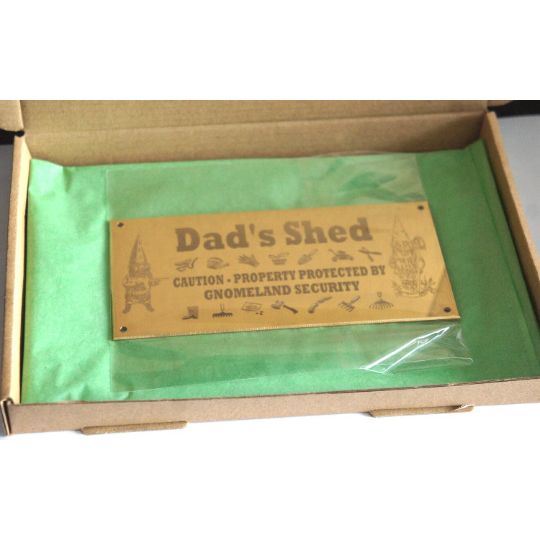 Dad's Shed
CAUTION - PROPERTY PROTECTED BY
GNOMELAND SECURITY